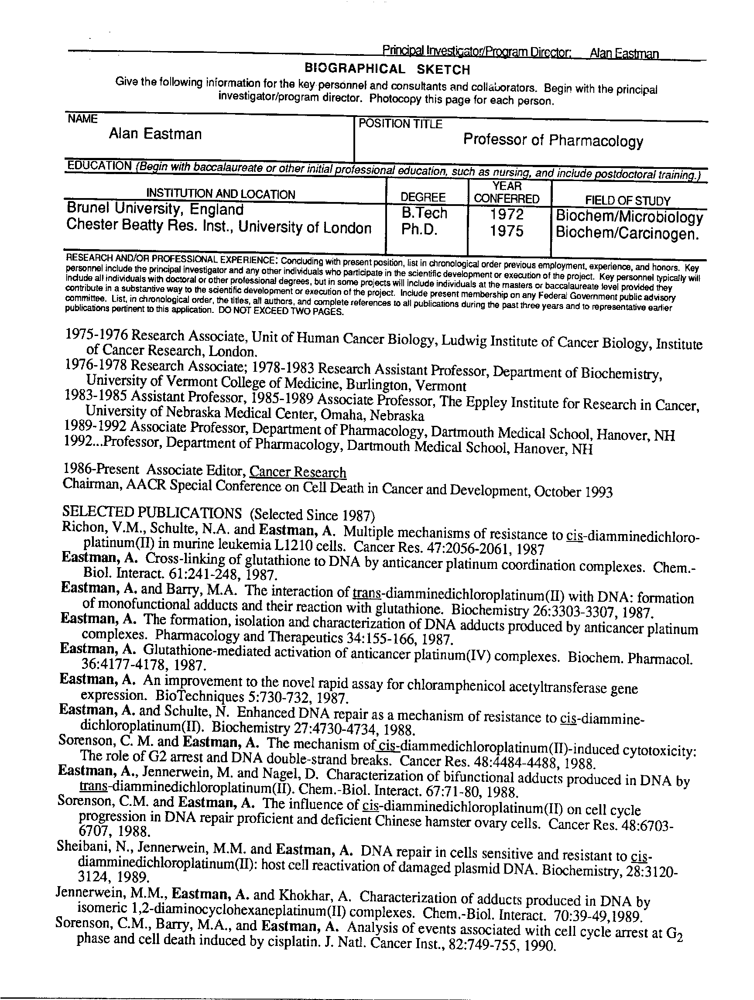 Principal Investigator/Program Director: Alan Eastman
BIOGRAPHICAL SKETCH
Give the following information for the key personnel and consultants and collaborators. Begin with the principal
investigator/program director. Photocopy this page for each person.
NAME
Alan Eastman
POSITION TITLE
Professor of Pharmacology
EDUCATION (Begin with baccalaureate or other initial professional education, such as nursing, and include postdoctoral training.)
INSTITUTION AND LOCATION
DEGREE
YEAR
CONFERRED
FIELD OF STUDY
Brunel University, England B.Tech 1972 Biochem/Microbiology
Chester Beatty Res. Inst., University of London Ph.D. 1975 Biochem/Carcinogen.
RESEARCH AND/OR PROFESSIONAL EXPERIENCE: Concluding with present position, list in chronological order previous employment, experience, and honors. Key
personnel include the principal investigator and any other individuals who participate in the scientific development or execution of the project. Key personnel typically will
include all individuals with doctoral or other professional degrees, but in some projects will include individuals at the masters or baccalaureate level provided they
contribute in a substantive way to the scientific development or execution of the project. Include present membership on any Federal Government public advisory
committee. List, in chronological order, the titles, all authors, and complete references to all publications during the past three years and to representative earlier
publications pertinent to this application. DO NOT EXCEED TWO PAGES.
1975-1976 Research Associate, Unit of Human Cancer Biology, Ludwig Institute of Cancer Biology, Institute
of Cancer Research, London.
1976-1978 Research Associate; 1978-1983 Research Assistant Professor, Department of Biochemistry,
University of Vermont College of Medicine, Burlington, Vermont
1983-1985 Assistant Professor, 1985-1989 Associate Professor, The Eppley Institute for Research in Cancer,
University of Nebraska Medical Center, Omaha, Nebraska
1989-1992 Associate Professor, Department of Pharmacology, Dartmouth Medical School, Hanover, NH
1992...Professor, Department of Pharmacology, Dartmouth Medical School, Hanover, NH
1986-Present Associate Editor, Cancer Research
Chairman, AACR Special Conference on Cell Death in Cancer and Development, October 1993
SELECTED PUBLICATIONS (Selected Since 1987)
Richon, V.M., Schulte, N.A. and Eastman, A. Multiple mechanisms of resistance to cis-diamminedichloro-
platinum(II) in murine leukemia L1210 cells. Cancer Res. 47:2056-2061, 1987
Eastman, A. Cross-linking of glutathione to DNA by anticancer platinum coordination complexes. Chem.-
Biol. Interact. 61:241-248, 1987.
Eastman, A. and Barry, M.A. The interaction of trans-diamminedichloroplatinum(II) with DNA: formation
of monofunctional adducts and their reaction with glutathione. Biochemistry 26:3303-3307, 1987.
Eastman, A. The formation, isolation and characterization of DNA adducts produced by anticancer platinum
complexes. Pharmacology and Therapeutics 34:155-166, 1987.
Eastman, A. Glutathione-mediated activation of anticancer platinum(IV) complexes. Biochem. Pharmacol.
36:4177-4178, 1987.
Eastman, A. An improvement to the novel rapid assay for chloramphenicol acetyltransferase gene
expression. BioTechniques 5:730-732, 1987.
Eastman, A. and Schulte, N. Enhanced DNA repair as a mechanism of resistance to cis-diammine-
dichloroplatinum(II). Biochemistry 27:4730-4734, 1988.
Sorenson, C. M. and Eastman, A. The mechanism of cis-diammedichloroplatinum(II)-induced cytotoxicity:
The role of G2 arrest and DNA double-strand breaks. Cancer Res. 48:4484-4488, 1988.
Eastman, A., Jennerwein, M. and Nagel, D. Characterization of bifunctional adducts produced in DNA by
trans-diamminedichloroplatinum(II). Chem.-Biol. Interact. 67:71-80, 1988.
Sorenson, C.M. and Eastman, A. The influence of cis-diamminedichloroplatinum(II) on cell cycle
progression in DNA repair proficient and deficient Chinese hamster ovary cells. Cancer Res. 48:6703-
6707, 1988.
Sheibani, N., Jennerwein, M.M. and Eastman, A. DNA repair in cells sensitive and resistant to cis-
diamminedichloroplatinum(II): host cell reactivation of damaged plasmid DNA. Biochemistry, 28:3120-
3124, 1989.
Jennerwein, M.M., Eastman, A. and Khokhar, A. Characterization of adducts produced in DNA by
isomeric 1,2-diaminocyclohexaneplatinum(II) complexes. Chem.-Biol. Interact. 70:39-49,1989.
Sorenson, C.M., Barry, M.A., and Eastman, A. Analysis of events associated with cell cycle arrest at G2
phase and cell death induced by cisplatin. J. Natl. Cancer Inst., 82:749-755, 1990.